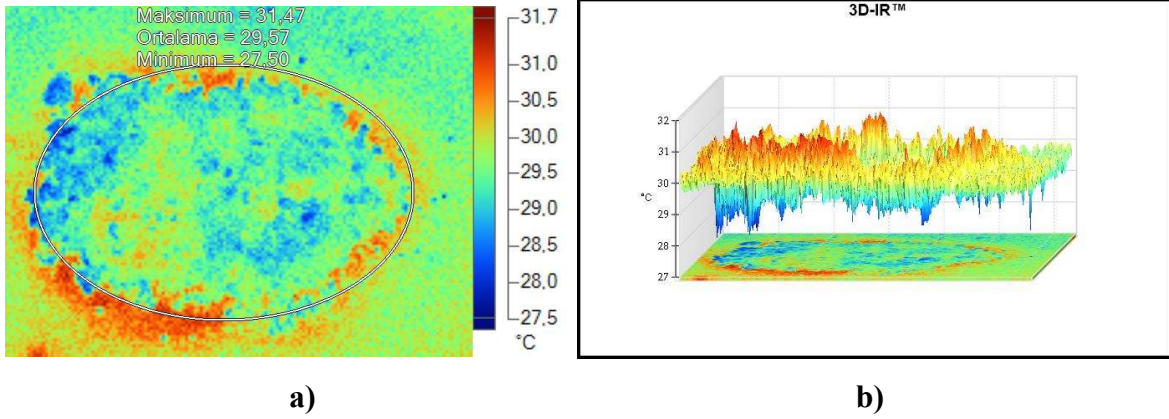 Maksimum = 31,47
Ortalama = 29,57
Minimum = 27,50
31.7
31.0
30.5
30.0
29.5
29.0
28.5
28.0
27.5
°C
3D-IR™
32
31
30
°C
29
28
27
a)
b)